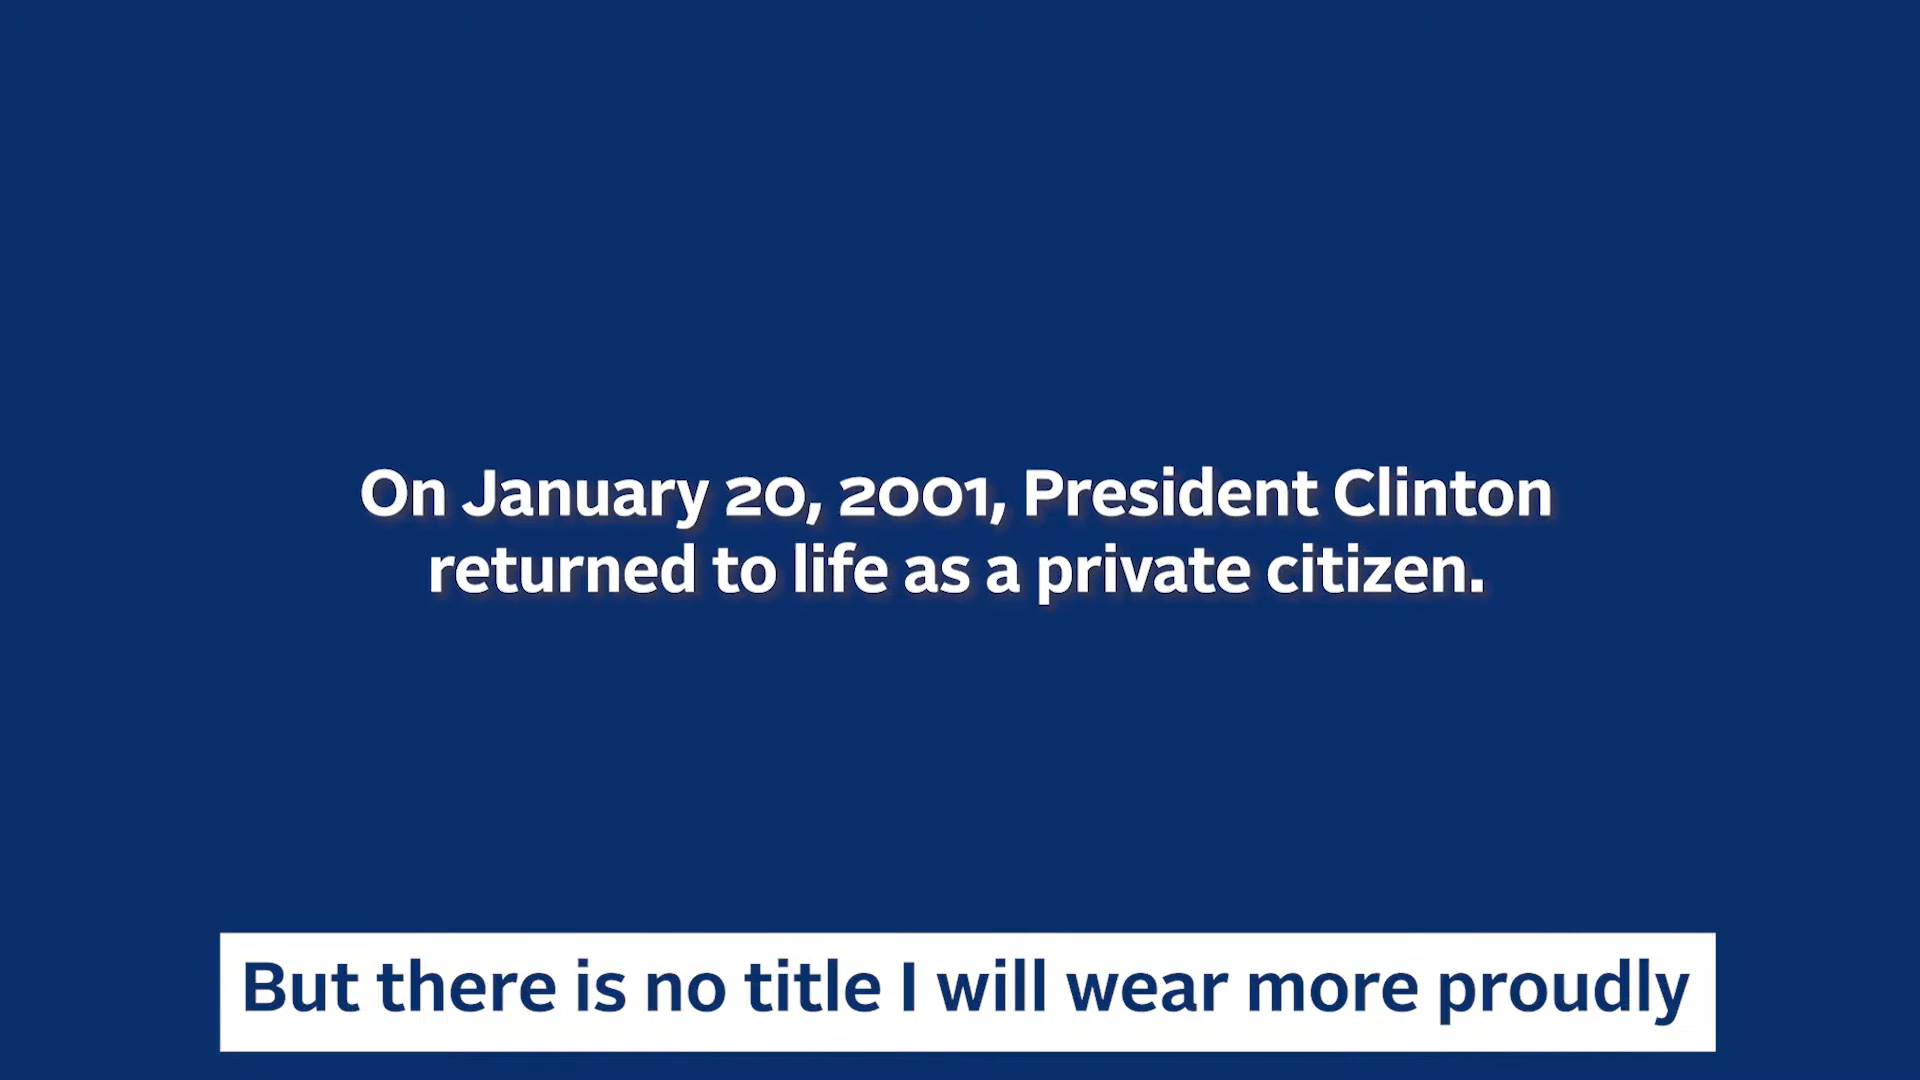 On January 20, 2001, President Clinton
returned to life as a private citizen.
But there is no title I will wear more proudly